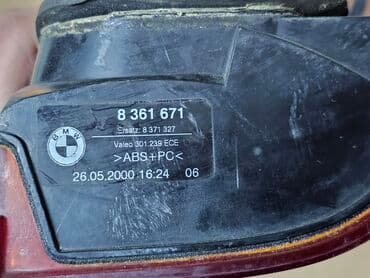 8 361 671
Ersatz: 8 371 327
BMW
Valeo 301 239 ECE
>ABS+PC<
26.05.2000 16:24 06